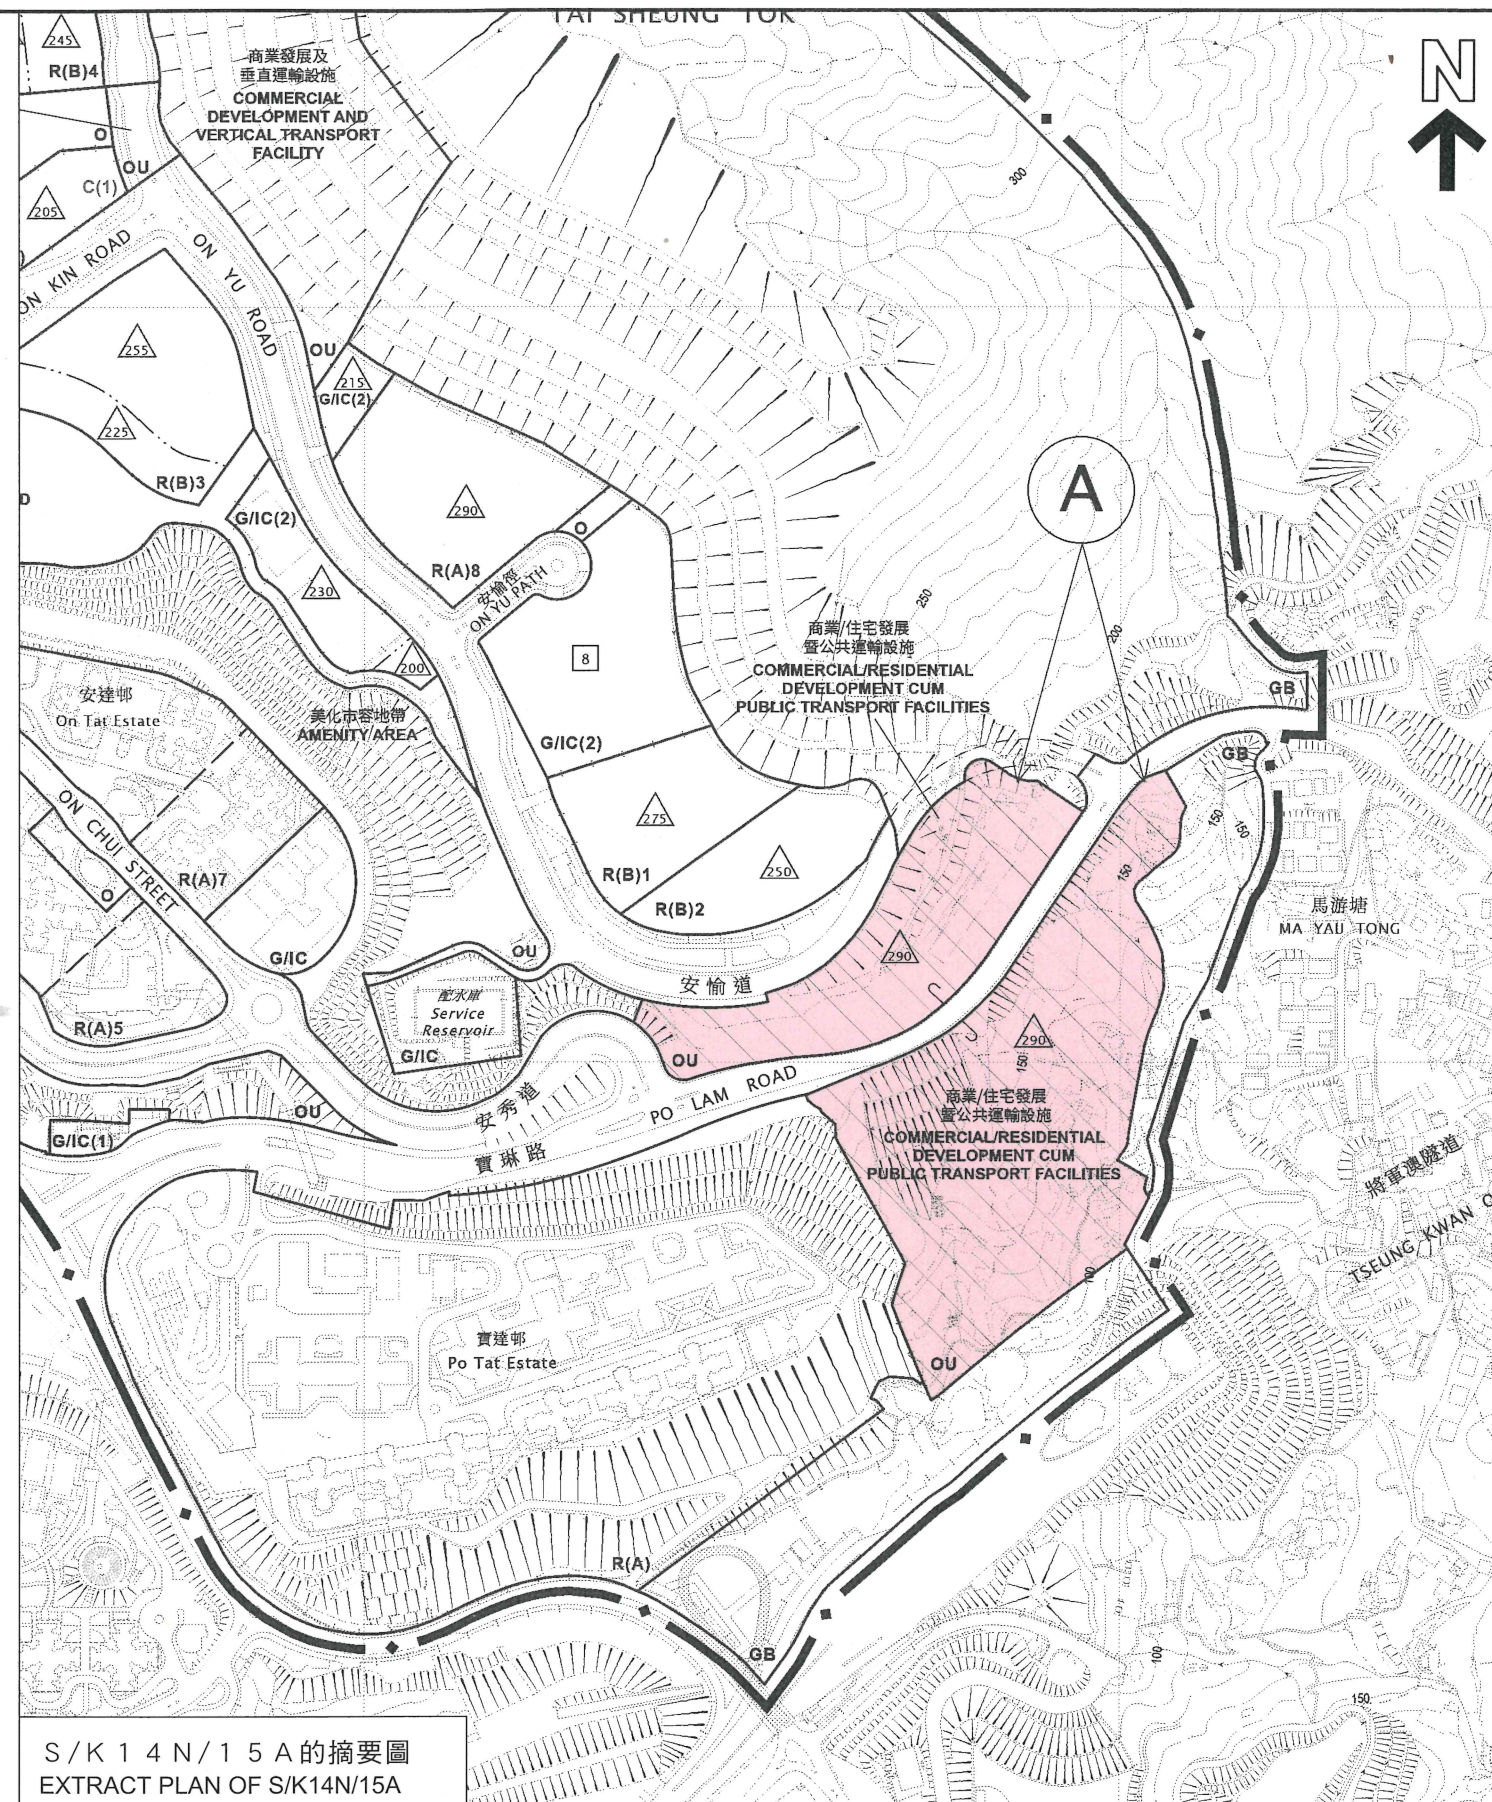 TAI SHEUNG TOK
245
R(B)4
商業發展及
垂直運輸設施
COMMERCIAL
DEVELOPMENT AND
VERTICAL TRANSPORT
FACILITY
N
O
OU
C(1)
205
300
ON KIN ROAD
ON YU ROAD
255
OU
215
G/IC(2)
225
R(B)3
A
290
G/IC(2)
O
R(A)8
安愉徑
ON YU PATH
230
250
200
商業/住宅發展
暨公共運輸設施
COMMERCIAL/RESIDENTIAL
DEVELOPMENT CUM
PUBLIC TRANSPORT FACILITIES
8
200
安達邨
On Tat Estate
美化市容地帶
AMENITY AREA
GB
G/IC(2)
GB
ON CHUI STREET
275
150
150
R(A)7
O
R(B)1
250
150
R(B)2
馬游塘
MA YAU TONG
G/IC
OU
290
安愉道
配水庫
Service
Reservoir
R(A)5
G/IC
OU
290
150
PO LAM ROAD
安秀道
寶琳路
OU
G/IC(1)
商業/住宅發展
暨公共運輸設施
COMMERCIAL/RESIDENTIAL
DEVELOPMENT CUM
PUBLIC TRANSPORT FACILITIES
將軍澳隧道
TSEUNG KWAN O
100
寶達邨
Po Tat Estate
OU
R(A)
GB
100
150
S/K14N/15A的摘要圖
EXTRACT PLAN OF S/K14N/15A